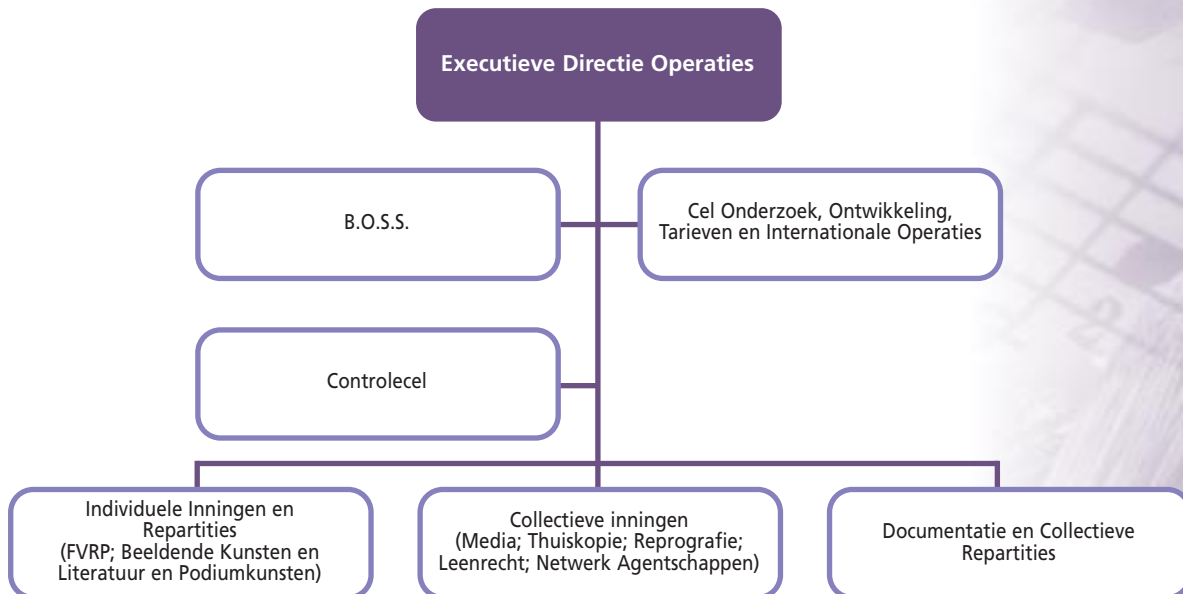 Executieve Directie Operaties
B.O.S.S.
Cel Onderzoek, Ontwikkeling,
Tarieven en Internationale Operaties
Controlecel
Individuele Inningen en
Repartities
(FVRP; Beeldende Kunsten en
Literatuur en Podiumkunsten)
Collectieve inningen
(Media; Thuiskopie; Reprografie;
Leenrecht; Netwerk Agentschappen)
Documentatie en Collectieve
Repartities
2